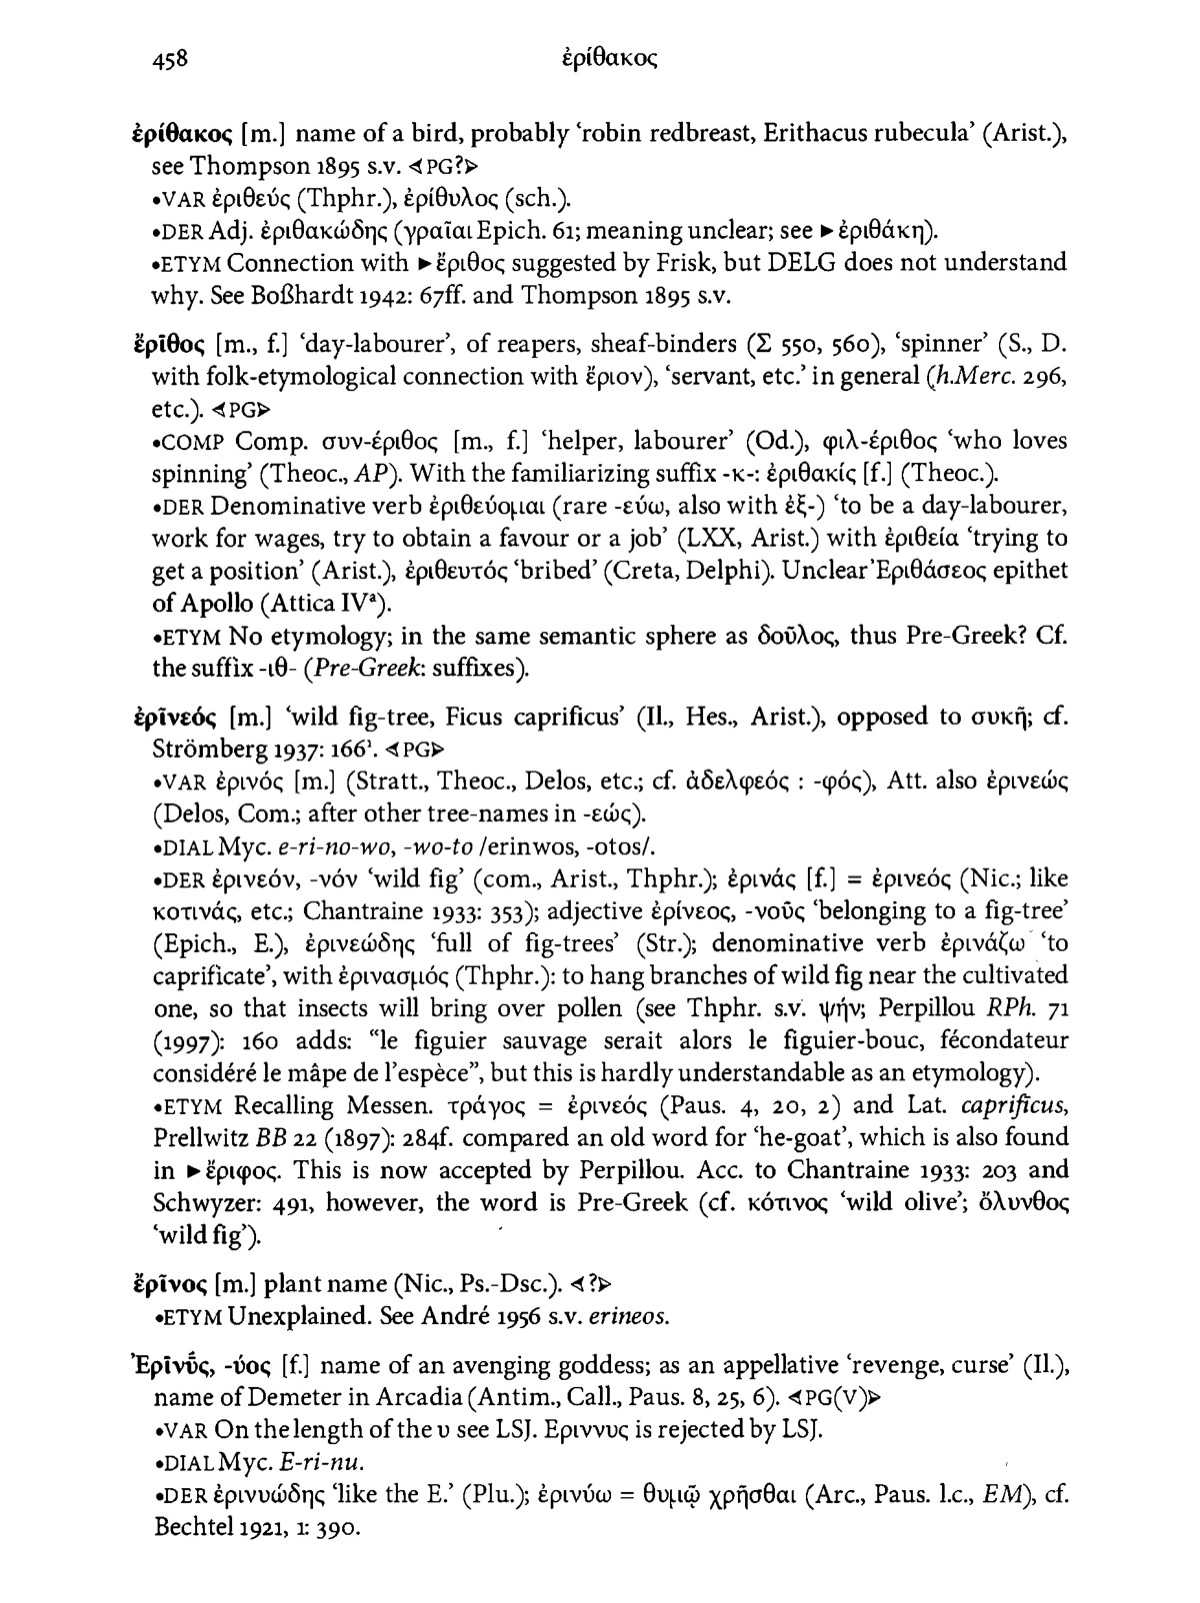 458
ἐρίθακος
ἐρίθακος [m.] name of a bird, probably ‘robin redbreast, Erithacus rubecula’ (Arist.),
see Thompson 1895 s.v. ⋖PG?⋗
•VAR ἐριθεύς (Thphr.), ἐρίθυλος (sch.).
•DER Adj. ἐριθακώδης (γραῖαι Epich. 61; meaning unclear; see ►ἐριθάκη).
•ETYM Connection with ►ἔριθος suggested by Frisk, but DELG does not understand
why. See Boßhardt 1942: 67ff. and Thompson 1895 s.v.
ἔρῑθος [m., f.] ‘day-labourer’, of reapers, sheaf-binders (Σ 550, 560), ‘spinner’ (S., D.
with folk-etymological connection with ἔριον), ‘servant, etc.’ in general (h.Merc. 296,
etc.). ⋖PG⋗
•COMP Comp. συν-έριθος [m., f.] ‘helper, labourer’ (Od.), φιλ-έριθος ‘who loves
spinning’ (Theoc., AP). With the familiarizing suffix -κ-: ἐριθακίς [f.] (Theoc.).
•DER Denominative verb ἐριθεύομαι (rare -εύω, also with ἐξ-) ‘to be a day-labourer,
work for wages, try to obtain a favour or a job’ (LXX, Arist.) with ἐριθεία ‘trying to
get a position’ (Arist.), ἐριθευτός ‘bribed’ (Creta, Delphi). Unclear Ἐριθάσεος epithet
of Apollo (Attica IVᵃ).
•ETYM No etymology; in the same semantic sphere as δοῦλος, thus Pre-Greek? Cf.
the suffix -ιθ- (Pre-Greek: suffixes).
ἐρῑνεός [m.] ‘wild fig-tree, Ficus caprificus’ (Il., Hes., Arist.), opposed to συκῆ; cf.
Strömberg 1937: 166¹. ⋖PG⋗
•VAR ἐρινός [m.] (Stratt., Theoc., Delos, etc.; cf. ἀδελφεός : -φός), Att. also ἐρινεώς
(Delos, Com.; after other tree-names in -εώς).
•DIAL Myc. e-ri-no-wo, -wo-to /erinwos, -otos/.
•DER ἐρινεόν, -νόν ‘wild fig’ (com., Arist., Thphr.); ἐρινάς [f.] = ἐρινεός (Nic.; like
κοτινάς, etc.; Chantraine 1933: 353); adjective ἐρίνεος, -νοῦς ‘belonging to a fig-tree’
(Epich., E.), ἐρινεώδης ‘full of fig-trees’ (Str.); denominative verb ἐρινάζω ‘to
caprificate’, with ἐρινασμός (Thphr.): to hang branches of wild fig near the cultivated
one, so that insects will bring over pollen (see Thphr. s.v. ψήν; Perpillou RPh. 71
(1997): 160 adds: “le figuier sauvage serait alors le figuier-bouc, fécondateur
considéré le mâpe de l’espèce”, but this is hardly understandable as an etymology).
•ETYM Recalling Messen. τράγος = ἐρινεός (Paus. 4, 20, 2) and Lat. caprificus,
Prellwitz BB 22 (1897): 284f. compared an old word for ‘he-goat’, which is also found
in ►ἔριφος. This is now accepted by Perpillou. Acc. to Chantraine 1933: 203 and
Schwyzer: 491, however, the word is Pre-Greek (cf. κότινος ‘wild olive’; ὄλυνθος
‘wild fig’).
ἔρῑνος [m.] plant name (Nic., Ps.-Dsc.). ⋖?⋗
•ETYM Unexplained. See André 1956 s.v. erineos.
Ἐρῑνῡ́ς, -ύος [f.] name of an avenging goddess; as an appellative ‘revenge, curse’ (Il.),
name of Demeter in Arcadia (Antim., Call., Paus. 8, 25, 6). ⋖PG(V)⋗
•VAR On the length of the υ see LSJ. Εριννυς is rejected by LSJ.
•DIAL Myc. E-ri-nu.
•DER ἐρινυώδης ‘like the E.’ (Plu.); ἐρινύω = θυμιῷ χρῆσθαι (Arc., Paus. l.c., EM), cf.
Bechtel 1921, 1: 390.